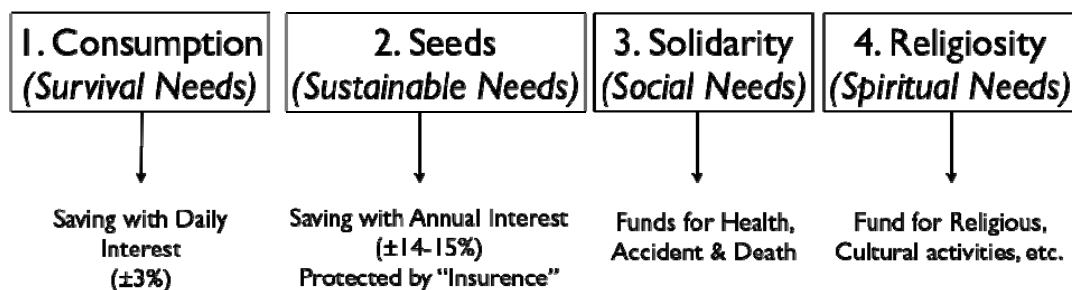 1. Consumption
(Survival Needs)
2. Seeds
(Sustainable Needs)
3. Solidarity
(Social Needs)
4. Religiosity
(Spiritual Needs)
Saving with Daily
Interest
(±3%)
Saving with Annual Interest
(±14-15%)
Protected by "Insurence"
Funds for Health,
Accident & Death
Fund for Religious,
Cultural activities, etc.